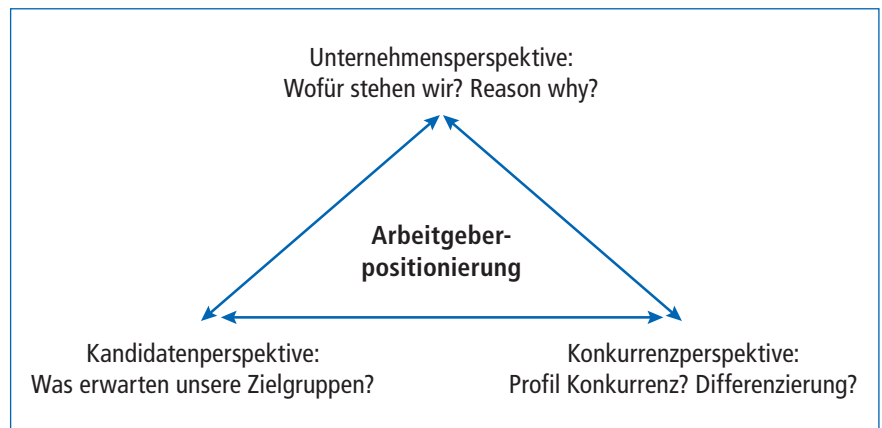 Unternehmensperspektive:
Wofür stehen wir? Reason why?
Arbeitgeber-
positionierung
Kandidatenperspektive:
Was erwarten unsere Zielgruppen?
Konkurrenzperspektive:
Profil Konkurrenz? Differenzierung?